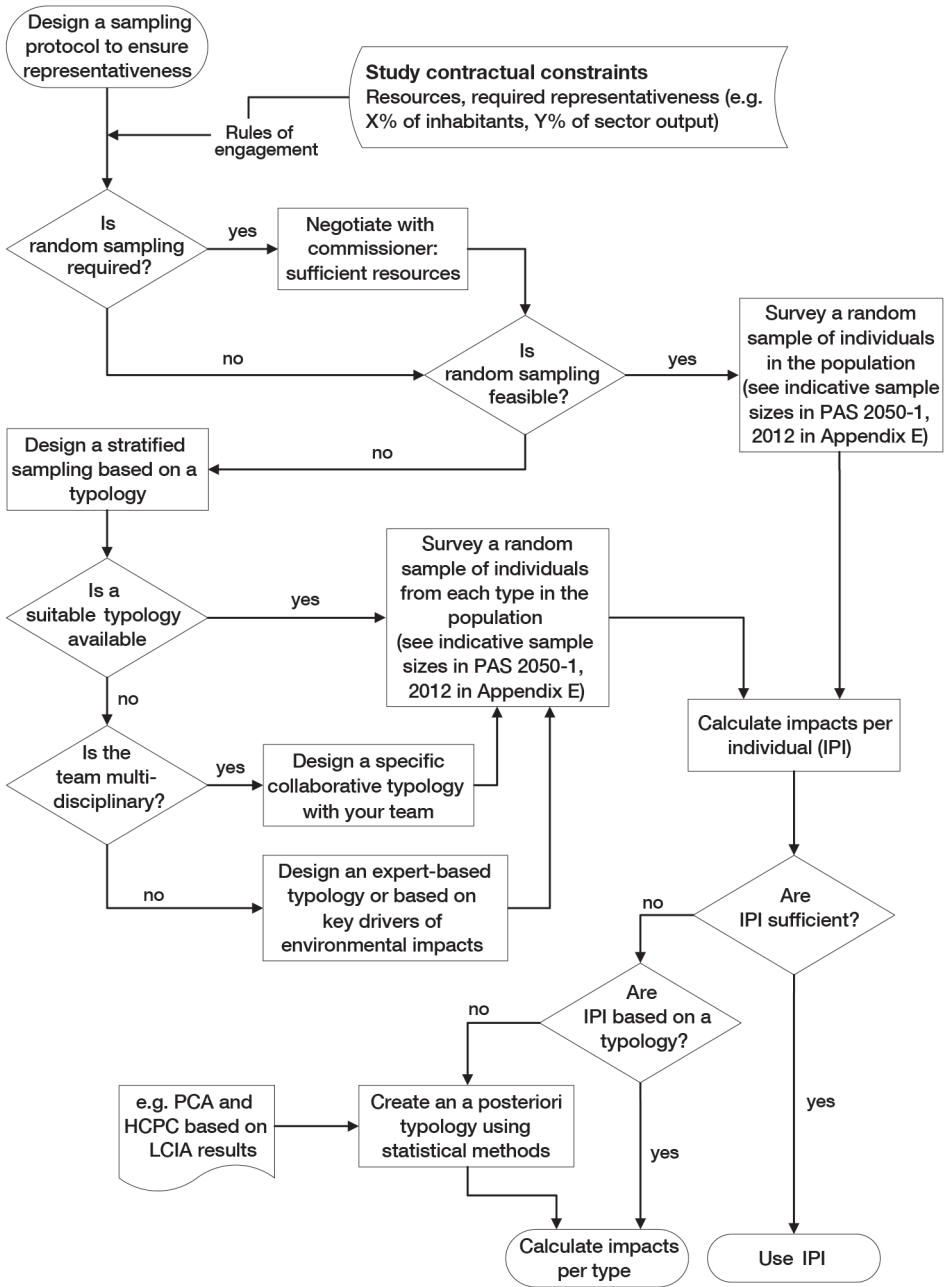 Design a sampling
protocol to ensure
representativeness
Study contractual constraints
Resources, required representativeness (e.g.
X% of inhabitants, Y% of sector output)
Rules of
engagement
Is
random sampling
required?
yes
Negotiate with
commissioner:
sufficient resources
no
Is
random sampling
feasible?
yes
Survey a random
sample of individuals
in the population
(see indicative sample
sizes in PAS 2050-1,
2012 in Appendix E)
no
Design a stratified
sampling based on a
typology
Is a
suitable typology
available
yes
Survey a random
sample of individuals
from each type in the
population
(see indicative sample
sizes in PAS 2050-1,
2012 in Appendix E)
no
Is the
team multi-
disciplinary?
yes
Design a specific
collaborative typology
with your team
no
Design an expert-based
typology or based on
key drivers of
environmental impacts
Calculate impacts per
individual (IPI)
Are
IPI sufficient?
no
Are
IPI based on a
typology?
no
e.g. PCA and
HCPC based on
LCIA results
Create an a posteriori
typology using
statistical methods
yes
yes
Calculate impacts
per type
Use IPI